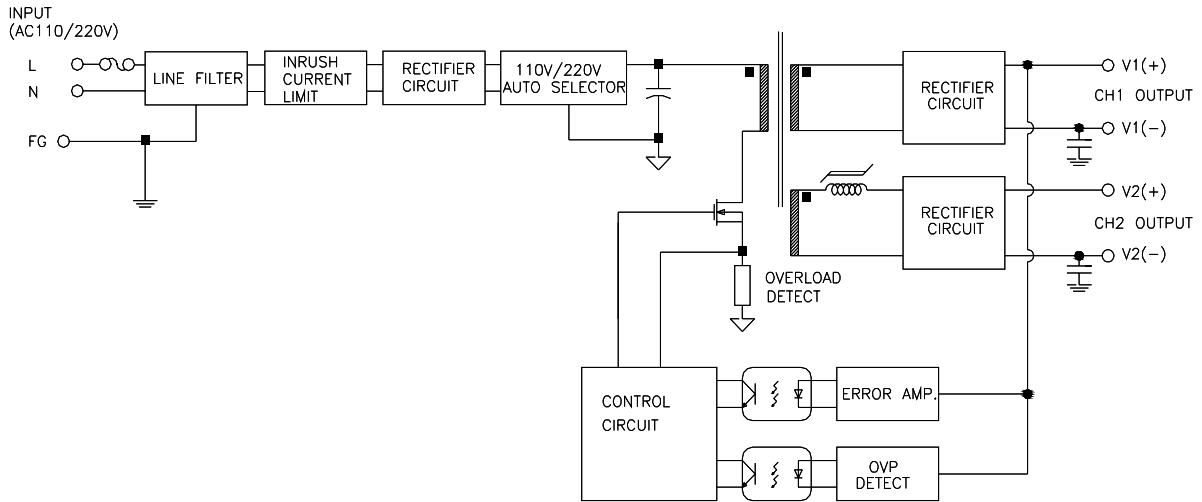 INPUT
(AC110/220V)
L
N
FG
LINE FILTER
INRUSH
CURRENT
LIMIT
RECTIFIER
CIRCUIT
110V/220V
AUTO SELECTOR
RECTIFIER
CIRCUIT
V1(+)
CH1 OUTPUT
V1(-)
RECTIFIER
CIRCUIT
V2(+)
CH2 OUTPUT
V2(-)
OVERLOAD
DETECT
CONTROL
CIRCUIT
ERROR AMP.
OVP
DETECT